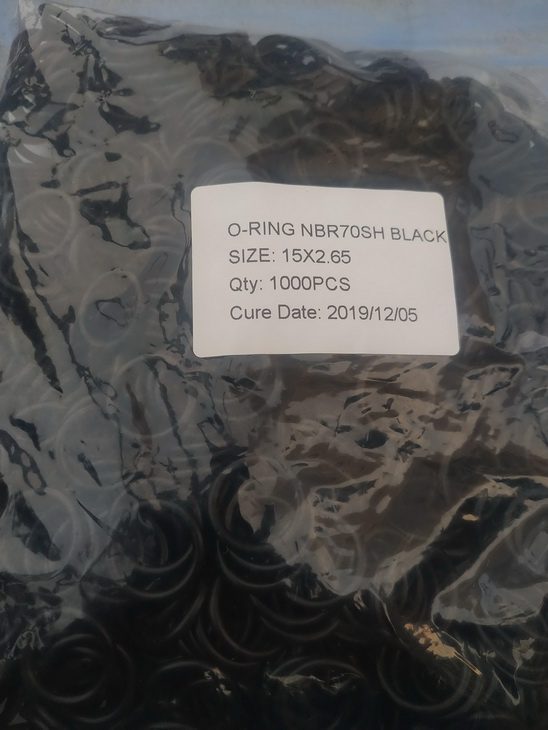 O-RING NBR70SH BLACK
SIZE: 15X2.65
Qty: 1000PCS
Cure Date: 2019/12/05